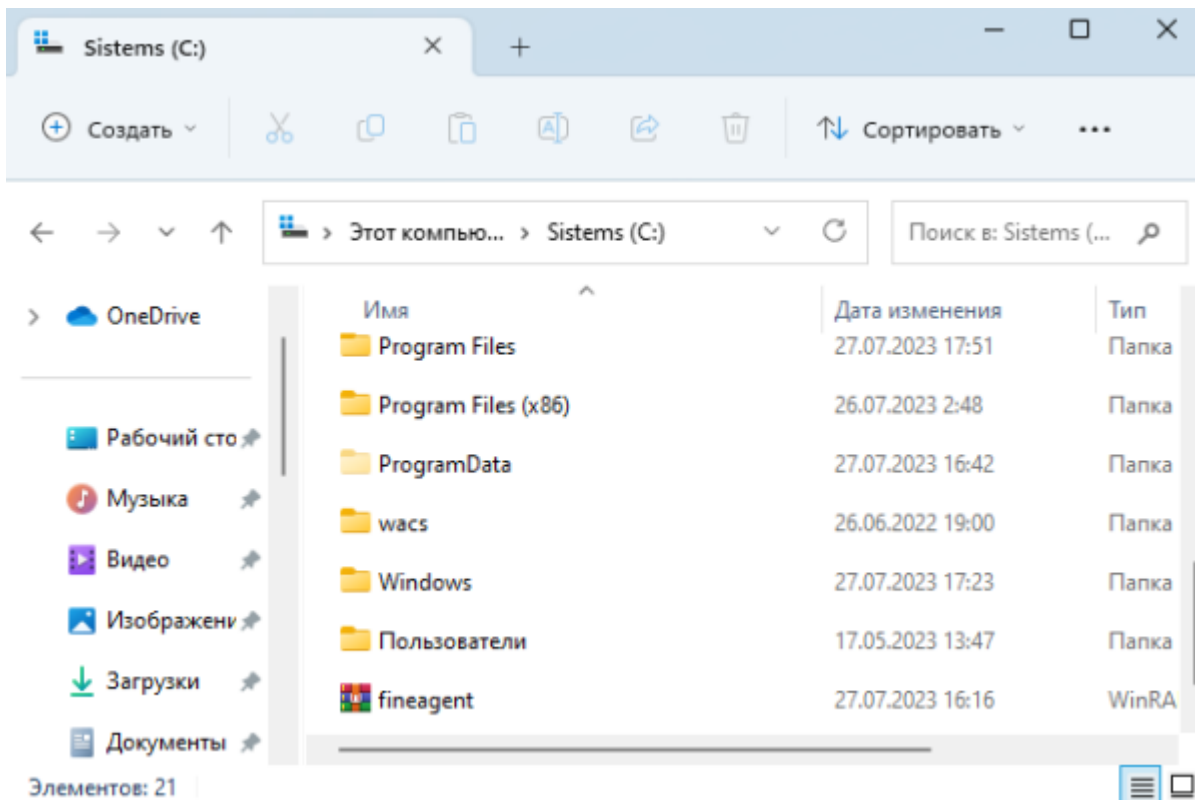 Sistems (C:)
Создать
Сортировать
Этот компью... > Sistems (C:)
Поиск в: Sistems (...
OneDrive
Рабочий сто
Музыка
Видео
Изображени
Загрузки
Документы
Имя Дата изменения Тип
Program Files 27.07.2023 17:51 Папка
Program Files (x86) 26.07.2023 2:48 Папка
ProgramData 27.07.2023 16:42 Папка
wacs 26.06.2022 19:00 Папка
Windows 27.07.2023 17:23 Папка
Пользователи 17.05.2023 13:47 Папка
fineagent 27.07.2023 16:16 WinRA
Элементов: 21